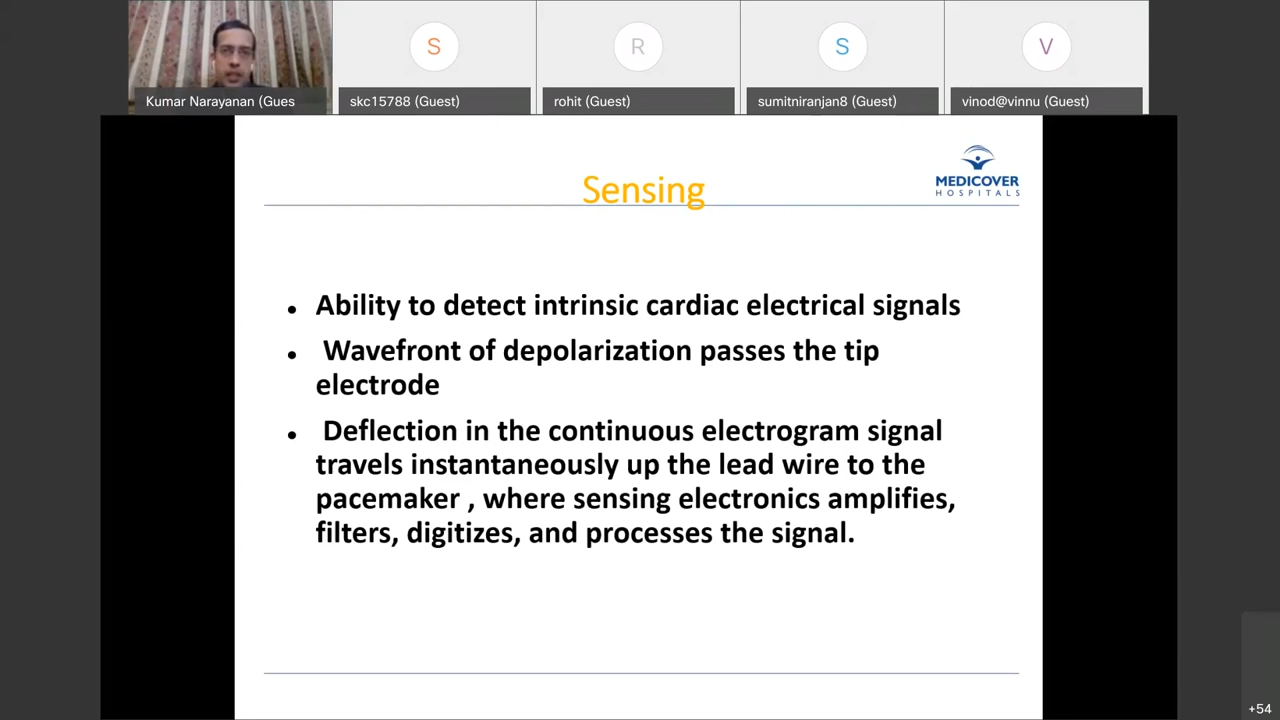 S
R
S
V
Kumar Narayanan (Gues
skc15788 (Guest)
rohit (Guest)
sumitniranjan8 (Guest)
vinod@vinnu (Guest)
MEDICOVER
HOSPITALS
Sensing
• Ability to detect intrinsic cardiac electrical signals
• Wavefront of depolarization passes the tip
electrode
• Deflection in the continuous electrogram signal
travels instantaneously up the lead wire to the
pacemaker , where sensing electronics amplifies,
filters, digitizes, and processes the signal.
+54